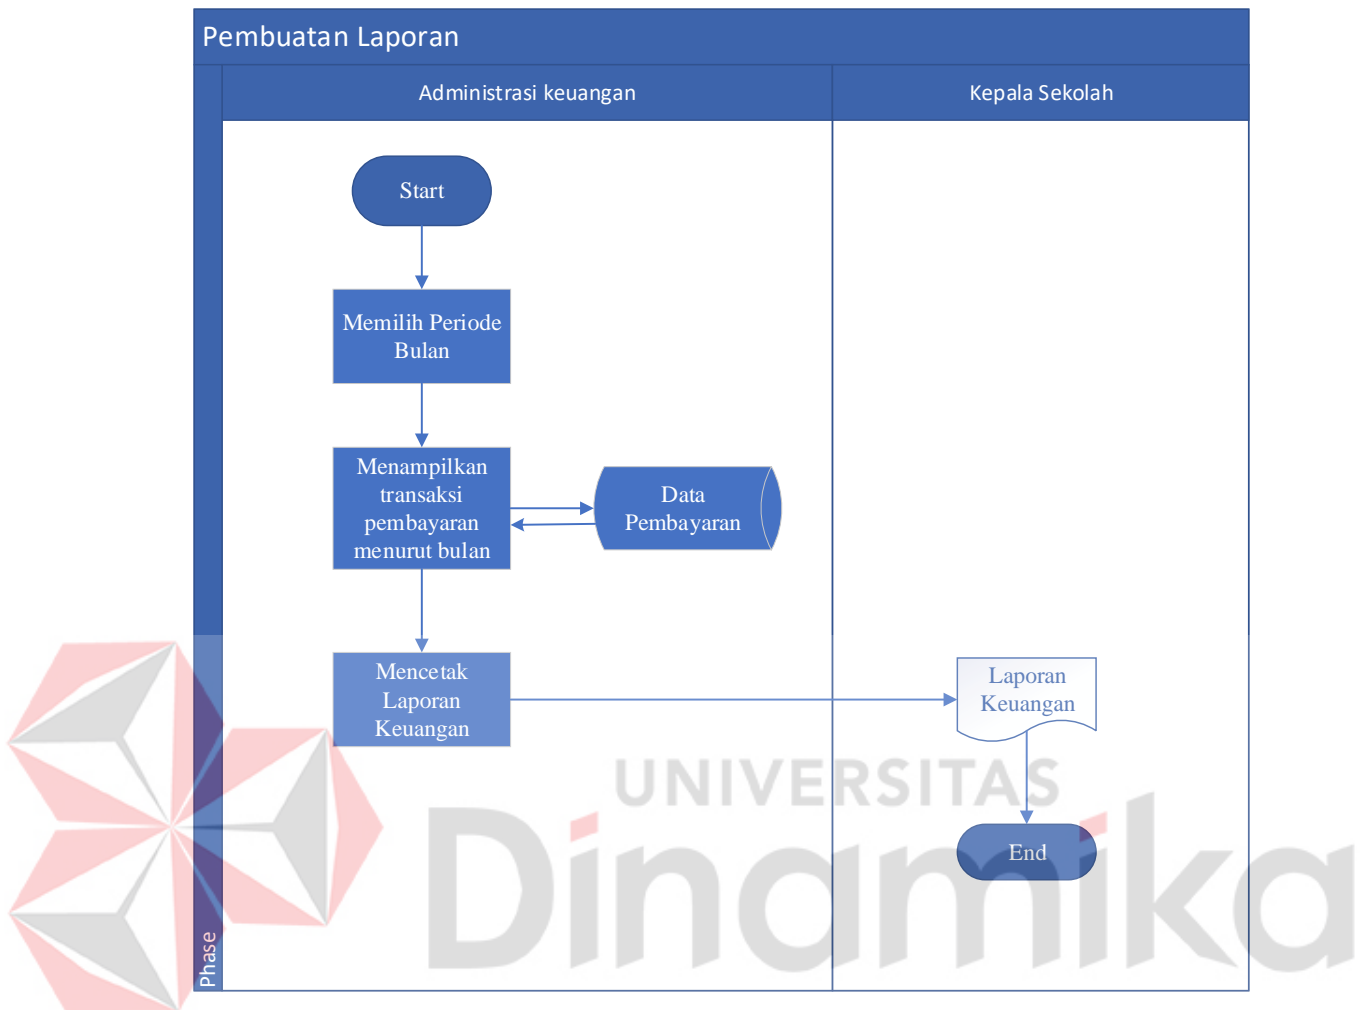 Pembuatan Laporan
Administrasi keuangan
Kepala Sekolah
Start
Memilih Periode
Bulan
Menampilkan
transaksi
pembayaran
menurut bulan
Data
Pembayaran
Mencetak
Laporan
Keuangan
Laporan
Keuangan
End
Phase
UNIVERSITAS
Dinamika